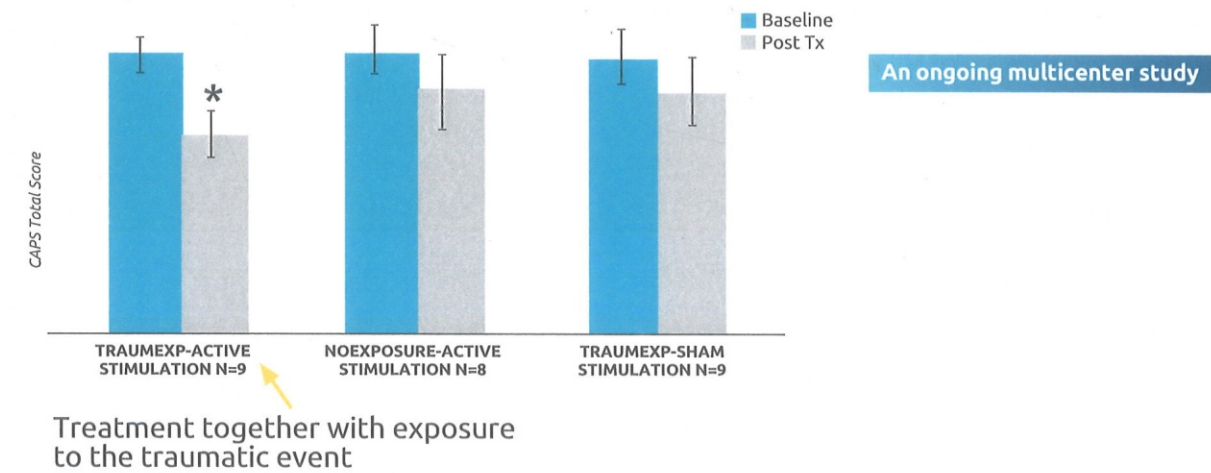 Baseline
Post Tx
An ongoing multicenter study
*
CAPS Total Score
TRAUMEXP-ACTIVE
STIMULATION N=9
NOEXPOSURE-ACTIVE
STIMULATION N=8
TRAUMEXP-SHAM
STIMULATION N=9
Treatment together with exposure
to the traumatic event